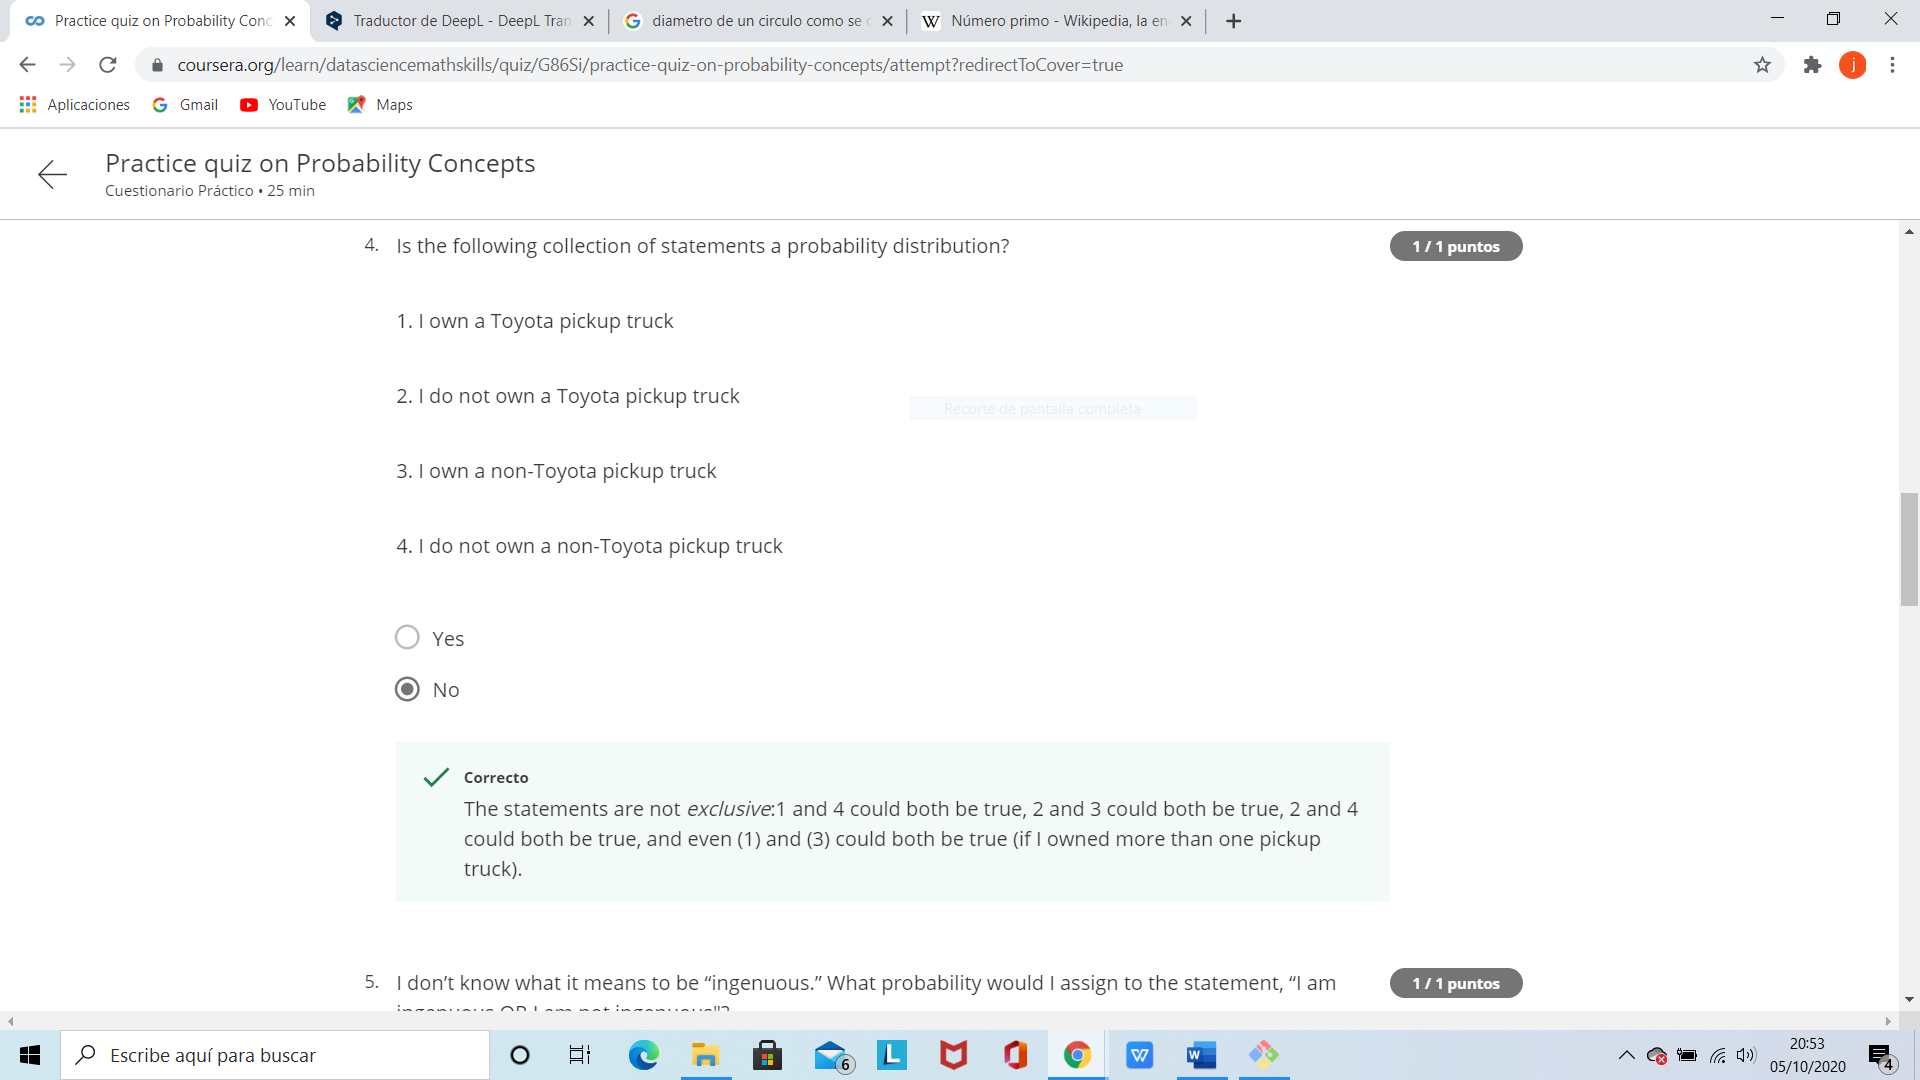 Practice quiz on Probability Conc
Traductor de DeepL - DeepL Tran
diametro de un circulo como se c
Número primo - Wikipedia, la en
coursera.org/learn/datasciencemathskills/quiz/G86Si/practice-quiz-on-probability-concepts/attempt?redirectToCover=true
j
Aplicaciones
Gmail
YouTube
Maps
Practice quiz on Probability Concepts
Cuestionario Práctico • 25 min
4. Is the following collection of statements a probability distribution?
1 / 1 puntos
1. I own a Toyota pickup truck
2. I do not own a Toyota pickup truck
Recorte de pantalla completa
3. I own a non-Toyota pickup truck
4. I do not own a non-Toyota pickup truck
Yes
No
Correcto
The statements are not exclusive:1 and 4 could both be true, 2 and 3 could both be true, 2 and 4
could both be true, and even (1) and (3) could both be true (if I owned more than one pickup
truck).
5. I don’t know what it means to be “ingenuous.” What probability would I assign to the statement, “I am
1 / 1 puntos
ingenuous OR I am not ingenuous"?
Escribe aquí para buscar
6
20:53
05/10/2020
4